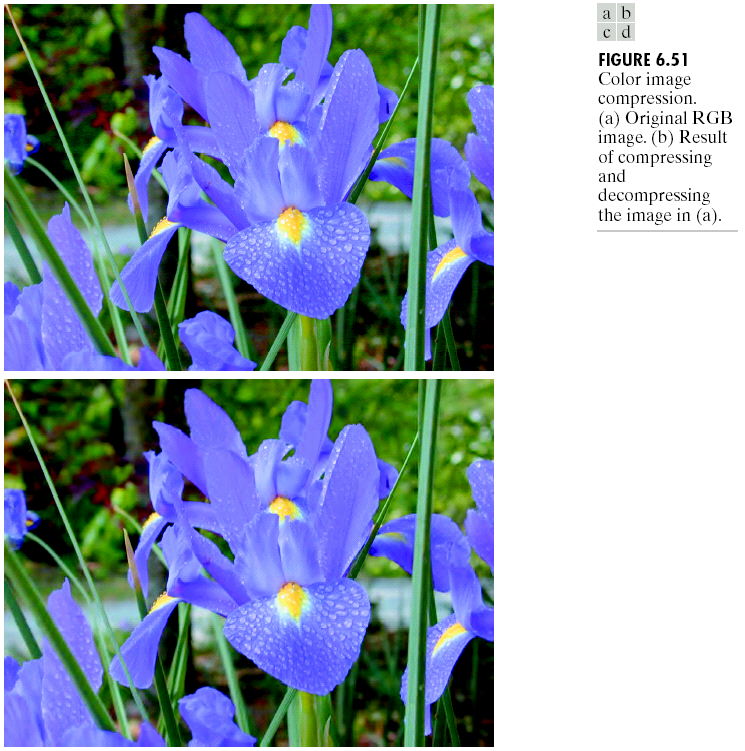 a b
c d
FIGURE 6.51
Color image
compression.
(a) Original RGB
image. (b) Result
of compressing
and
decompressing
the image in (a).